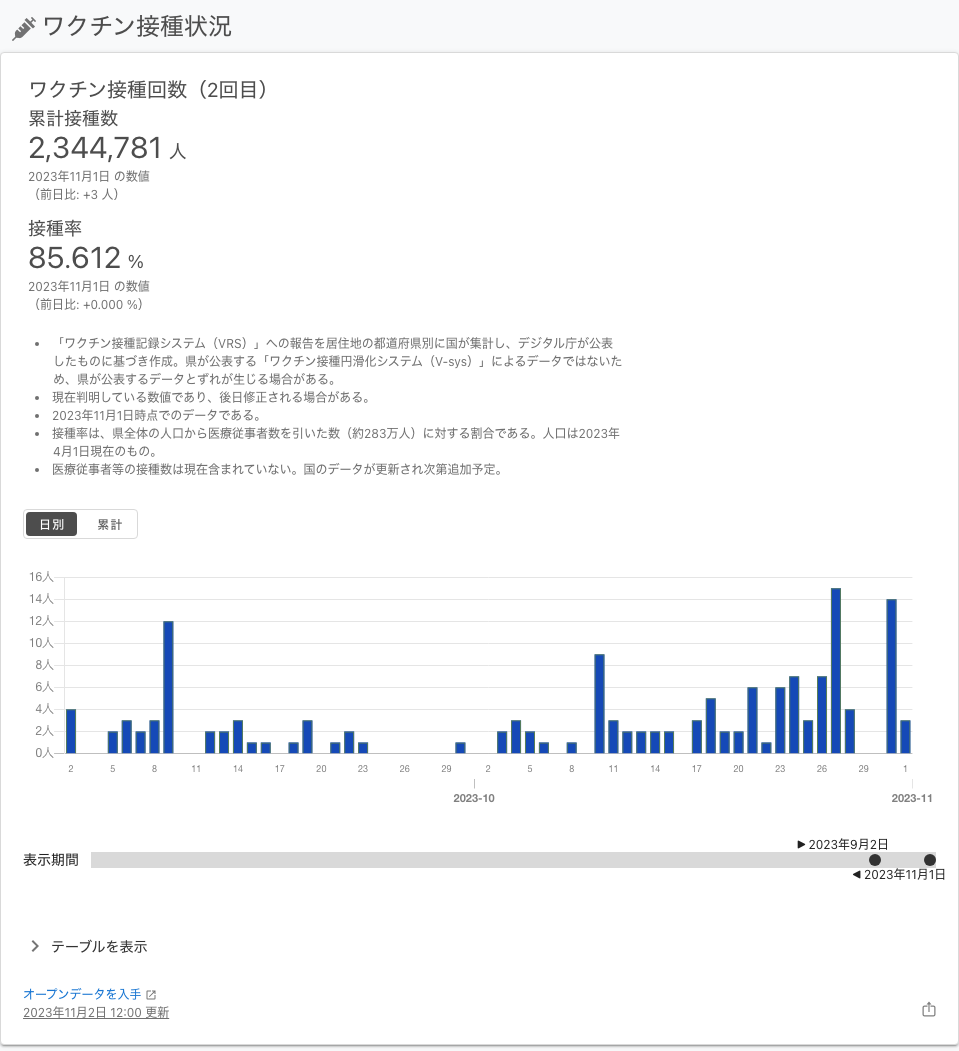 ワクチン接種状況
ワクチン接種回数（2回目）
累計接種数
2,344,781 人
2023年11月1日 の数値
（前日比: +3 人）
接種率
85.612 %
2023年11月1日 の数値
（前日比: +0.000 %）
• 「ワクチン接種記録システム（VRS）」への報告を居住地の都道府県別に国が集計し、デジタル庁が公表
したものに基づき作成。県が公表する「ワクチン接種円滑化システム（V-sys）」によるデータではないた
め、県が公表するデータとずれが生じる場合がある。
• 現在判明している数値であり、後日修正される場合がある。
• 2023年11月1日時点でのデータである。
• 接種率は、県全体の人口から医療従事者数を引いた数（約283万人）に対する割合である。人口は2023年
4月1日現在のもの。
• 医療従事者等の接種数は現在含まれていない。国のデータが更新され次第追加予定。
日別 累計
16人
14人
12人
10人
8人
6人
4人
2人
0人
2 5 8 11 14 17 20 23 26 29 2 5 8 11 14 17 20 23 26 29 1
2023-10 2023-11
▶ 2023年9月2日
表示期間
◀ 2023年11月1日
テーブルを表示
オープンデータを入手
2023年11月2日 12:00 更新